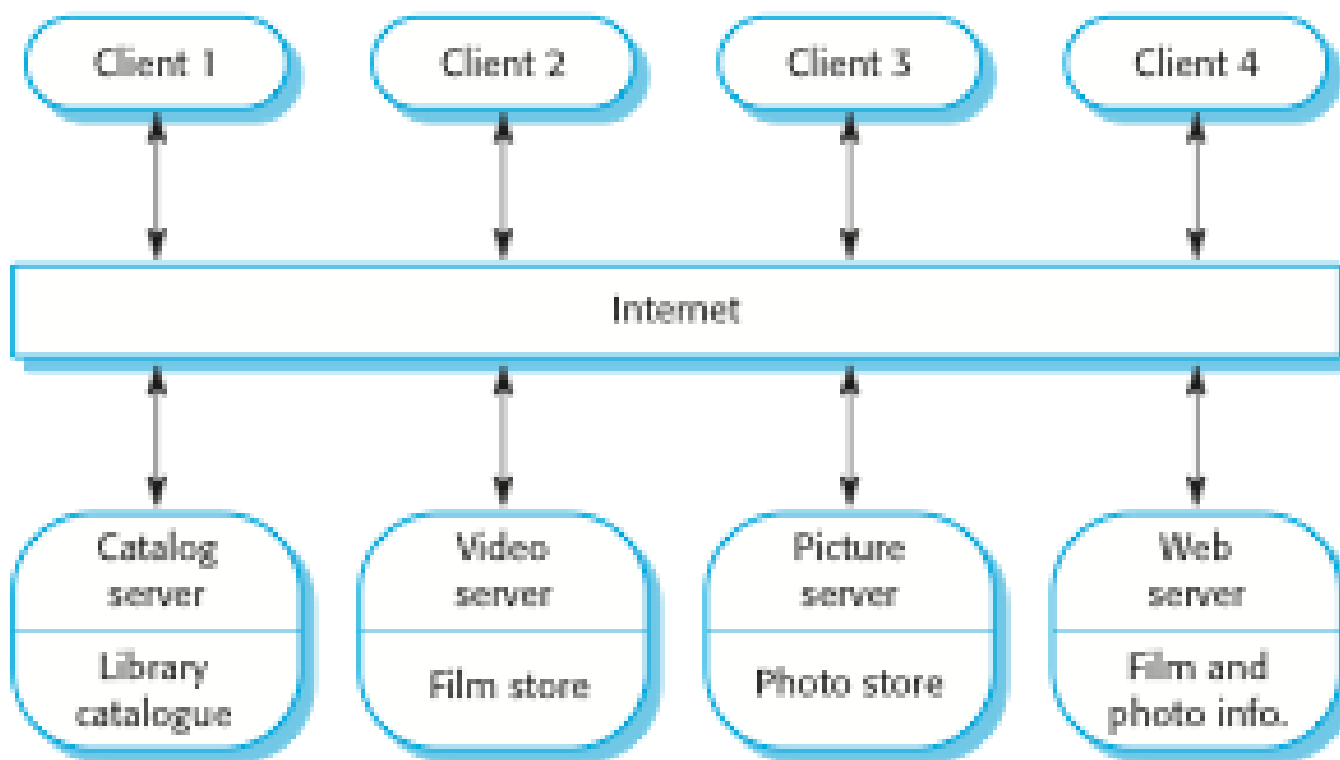 Client 1
Client 2
Client 3
Client 4
Internet
Catalog
server
Library
catalogue
Video
server
Film store
Picture
server
Photo store
Web
server
Film and
photo info.